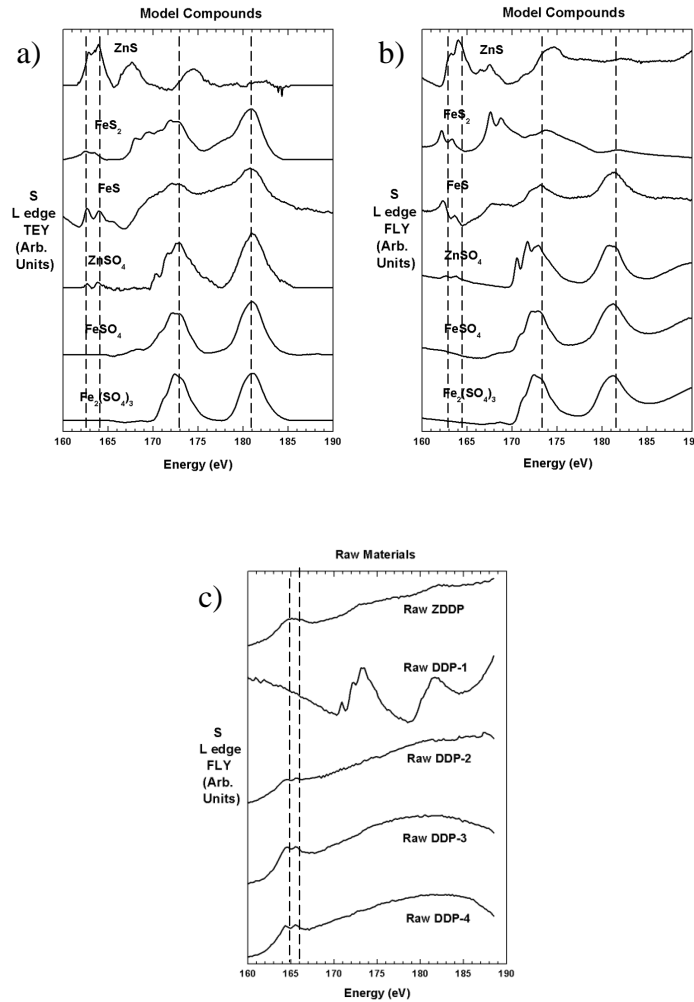 a)
Model Compounds
ZnS
FeS2
FeS
ZnSO4
FeSO4
Fe2(SO4)3
S
L edge
TEY
(Arb.
Units)
160 165 170 175 180 185 190
Energy (eV)
b)
Model Compounds
ZnS
FeS2
FeS
ZnSO4
FeSO4
Fe2(SO4)3
S
L edge
FLY
(Arb.
Units)
160 165 170 175 180 185 190
Energy (eV)
c)
Raw Materials
Raw ZDDP
Raw DDP-1
Raw DDP-2
Raw DDP-3
Raw DDP-4
S
L edge
FLY
(Arb.
Units)
160 165 170 175 180 185 190
Energy (eV)